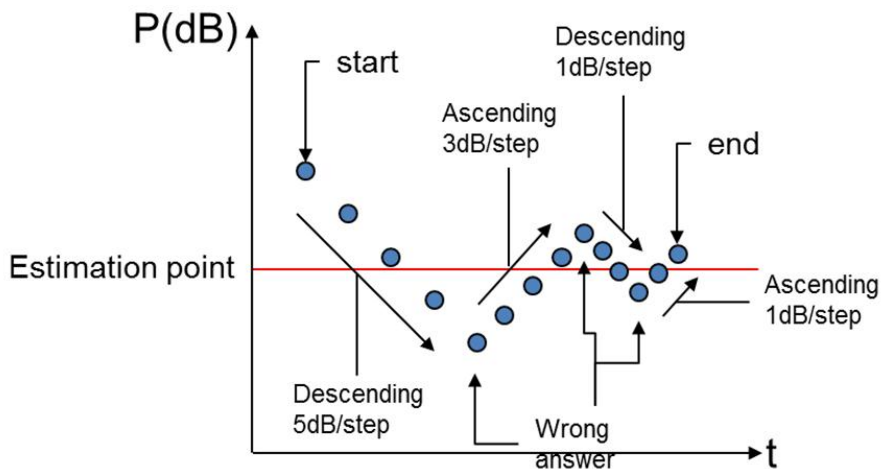 P(dB)
start
Descending
1dB/step
Ascending
3dB/step
end
Estimation point
Ascending
1dB/step
Descending
5dB/step
Wrong
answer
t